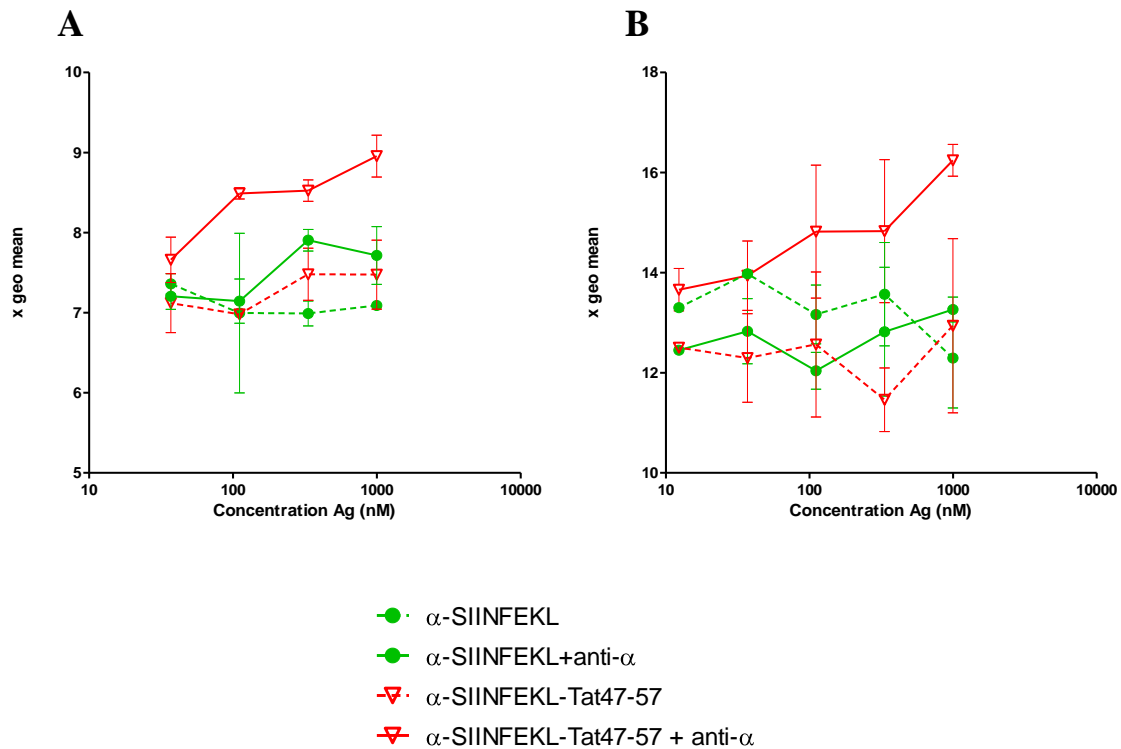 A
B
10
9
8
7
6
5
x geo mean
10
100
1000
10000
Concentration Ag (nM)
18
16
14
12
10
x geo mean
10
100
1000
10000
Concentration Ag (nM)
α-SIINFEKL
α-SIINFEKL+anti-α
α-SIINFEKL-Tat47-57
α-SIINFEKL-Tat47-57 + anti-α